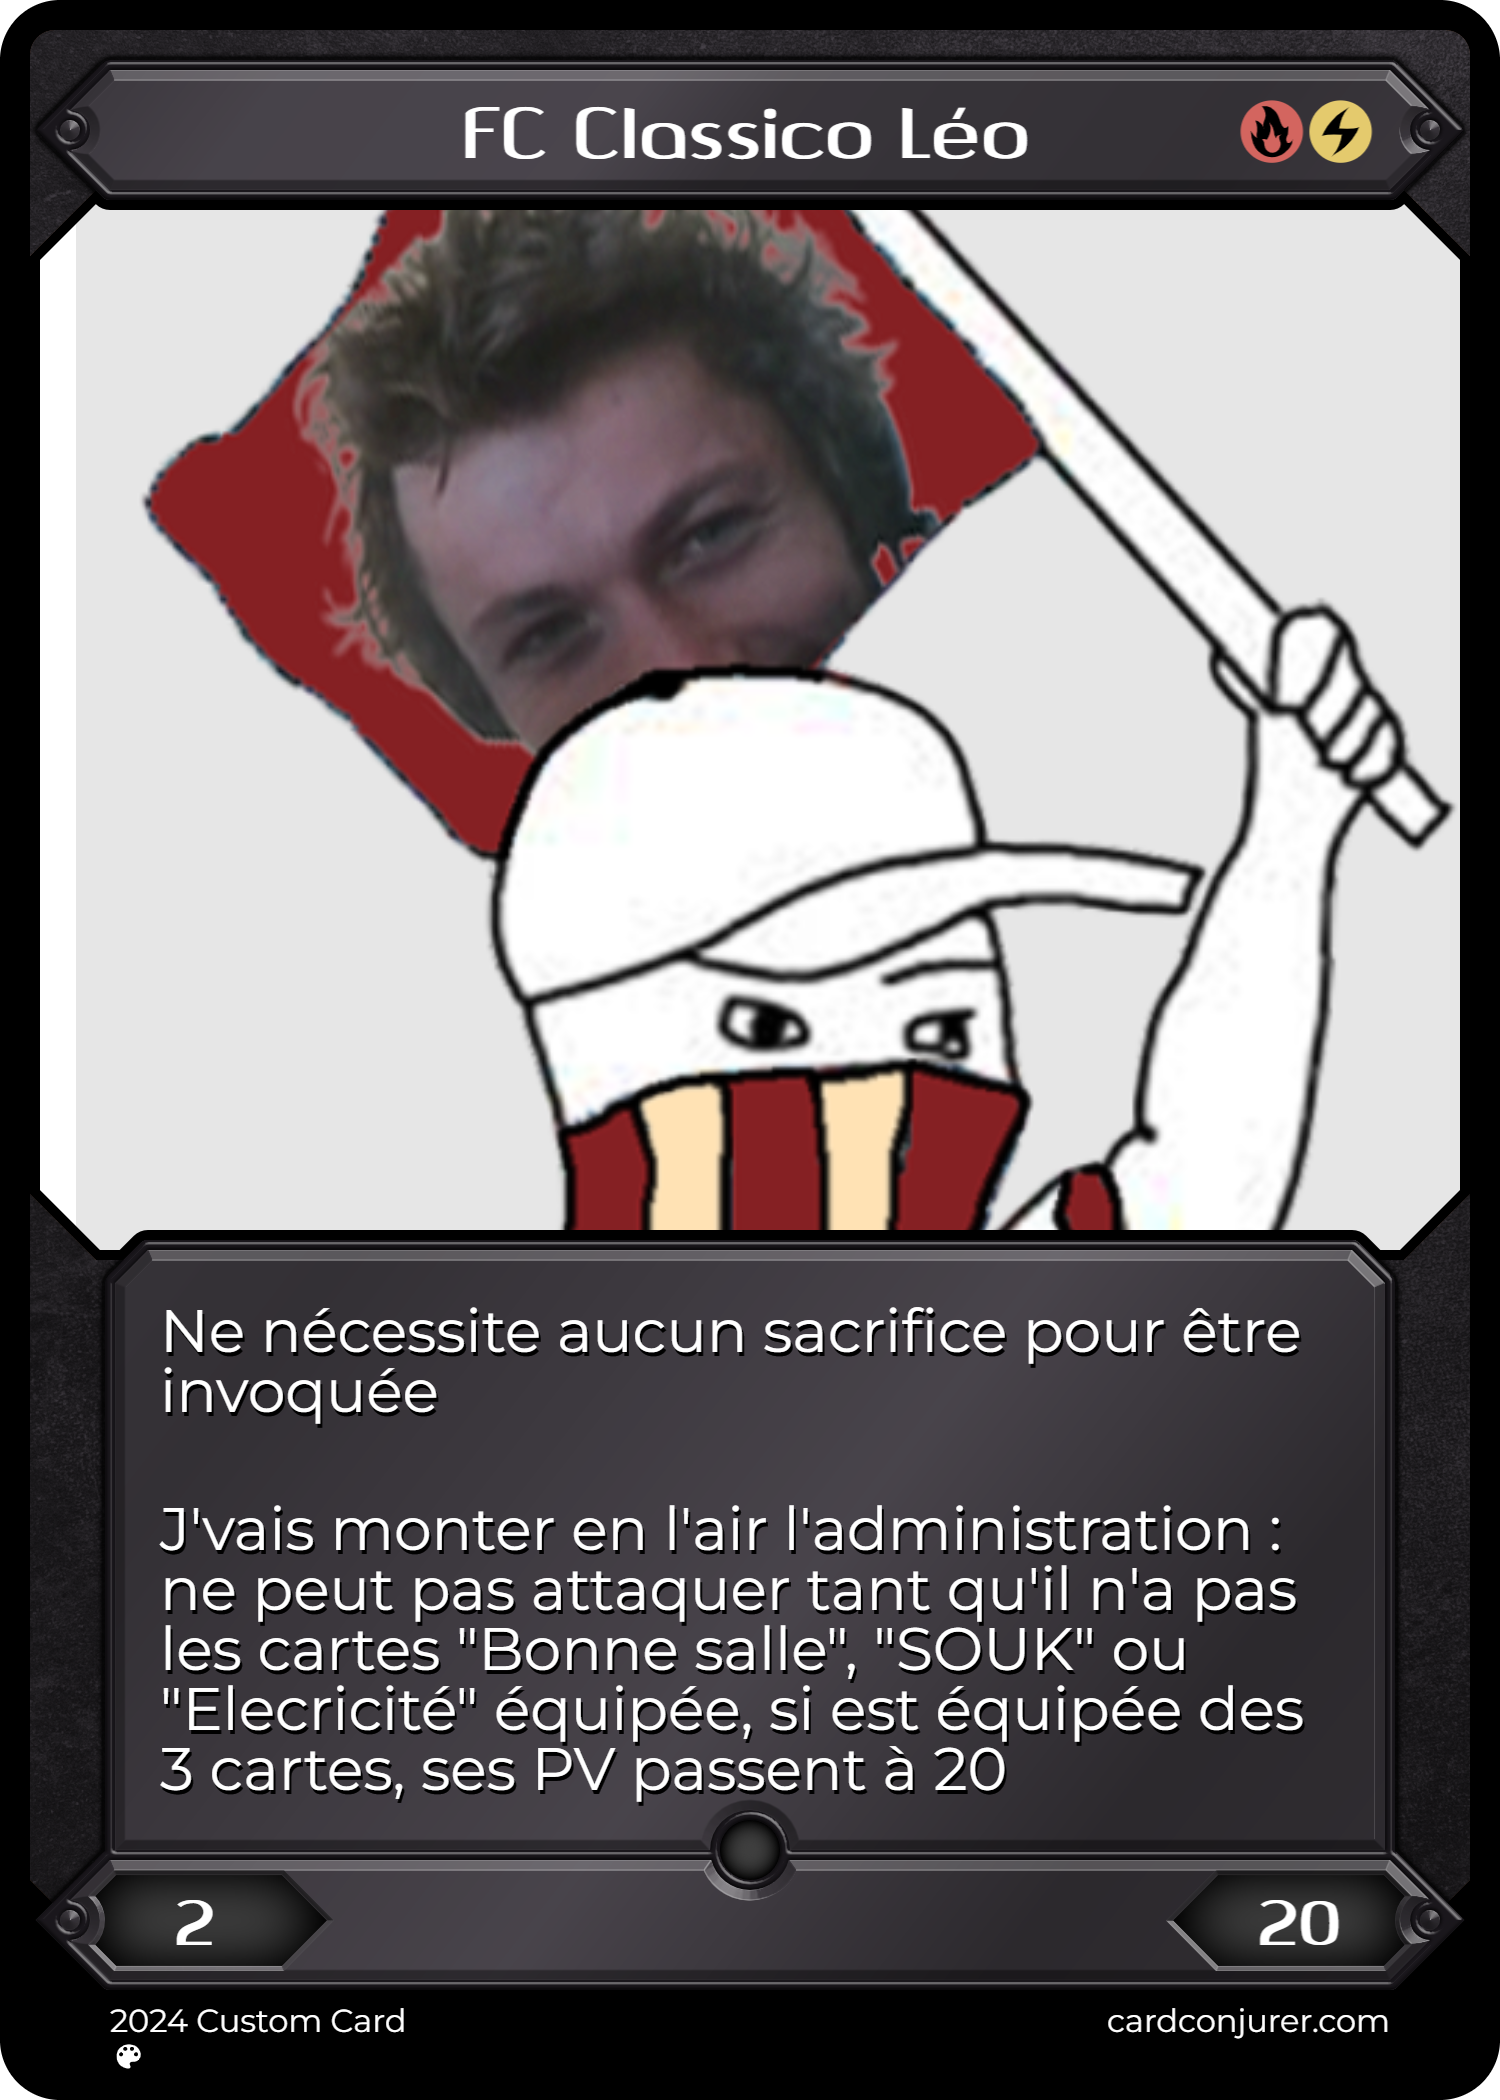 FC Classico Léo
Ne nécessite aucun sacrifice pour être
invoquée
J'vais monter en l'air l'administration :
ne peut pas attaquer tant qu'il n'a pas
les cartes "Bonne salle", "SOUK" ou
"Elecricité" équipée, si est équipée des
3 cartes, ses PV passent à 20
2
20
2024 Custom Card
cardconjurer.com